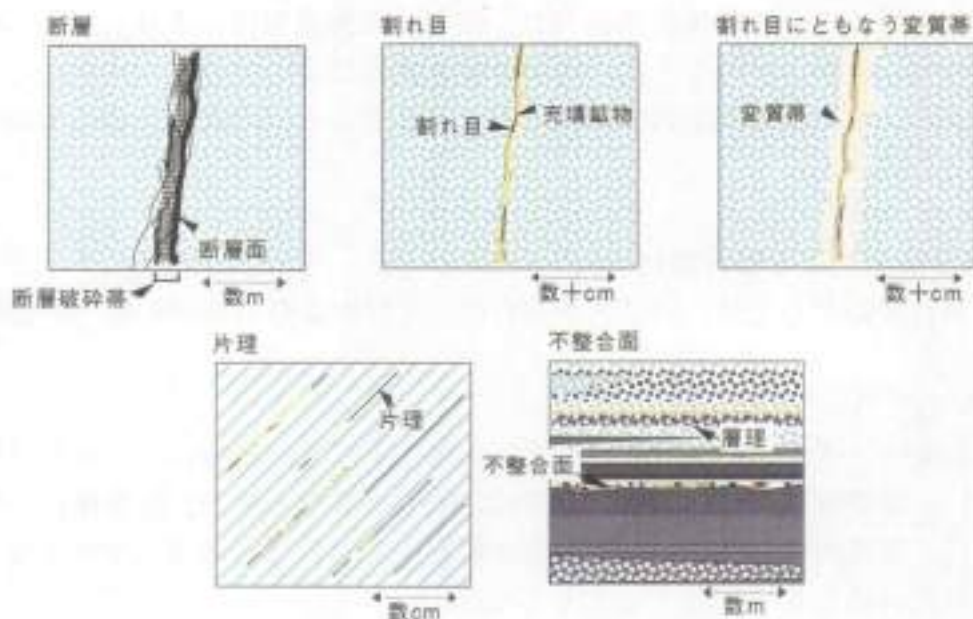 断層
断層面
断層破砕帯
数m
割れ目
割れ目
充填鉱物
数十cm
割れ目にともなう変質帯
変質帯
数十cm
片理
片理
数cm
不整合面
層理
不整合面
数m